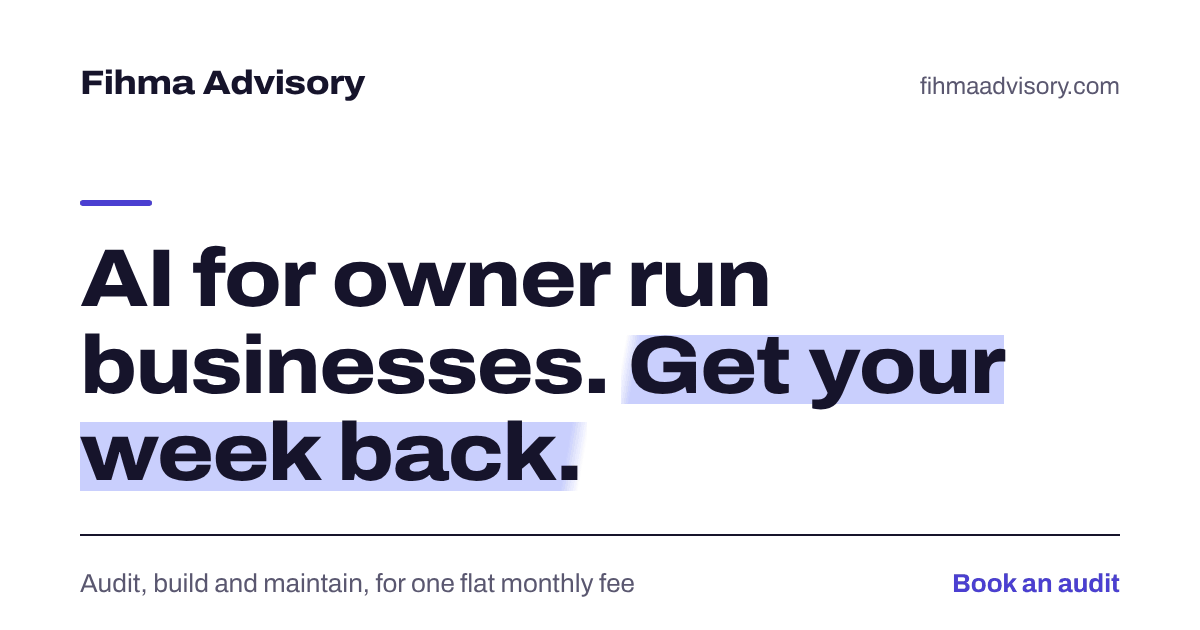 Fihma Advisory
fihmaadvisory.com
AI for owner run
businesses. Get your
week back.
Audit, build and maintain, for one flat monthly fee
Book an audit